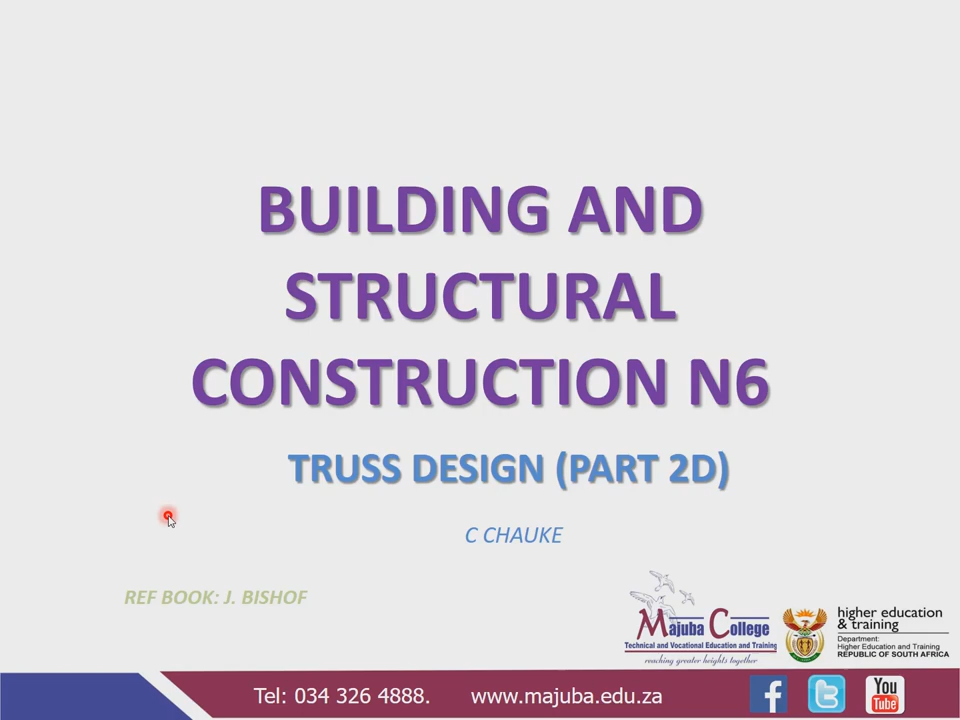 BUILDING AND
STRUCTURAL
CONSTRUCTION N6
TRUSS DESIGN (PART 2D)
C CHAUKE
REF BOOK: J. BISHOF
Majuba College
Technical and Vocational Education and Training
reaching greater heights together
higher education
& training
Department:
Higher Education and Training
REPUBLIC OF SOUTH AFRICA
Tel: 034 326 4888. www.majuba.edu.za
You
Tube